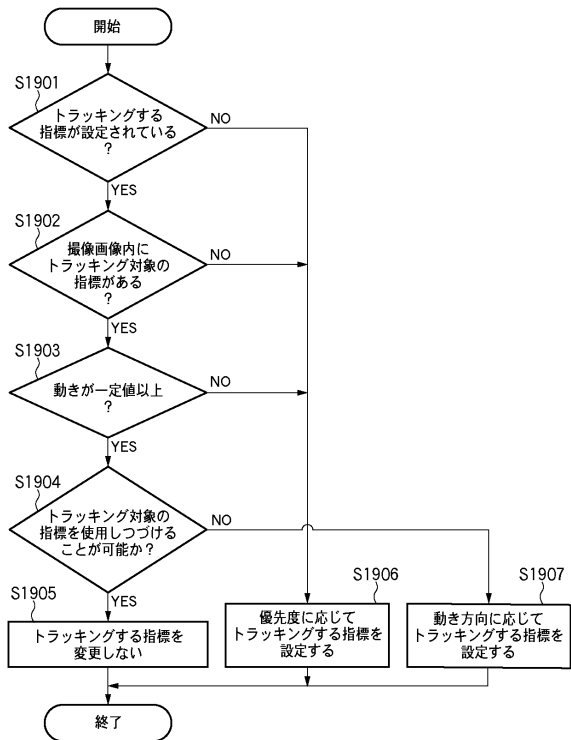 開始
S1901
トラッキングする
指標が設定されている
?
NO
YES
S1902
撮像画像内に
トラッキング対象の
指標がある
?
NO
YES
S1903
動きが一定値以上
?
NO
YES
S1904
トラッキング対象の
指標を使用しつづける
ことが可能か?
NO
YES
S1905
トラッキングする指標を
変更しない
S1906
優先度に応じて
トラッキングする指標を
設定する
S1907
動き方向に応じて
トラッキングする指標を
設定する
終了